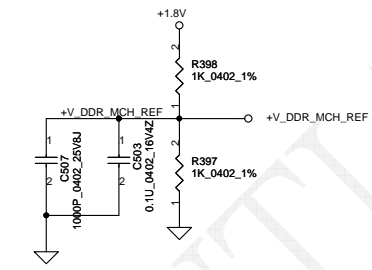 +1.8V
2
R398
1K_0402_1%
1
+V_DDR_MCH_REF
+V_DDR_MCH_REF
1
2
C507
1000P_0402_25V8J
1
2
C503
0.1U_0402_16V4Z
2
R397
1K_0402_1%
1